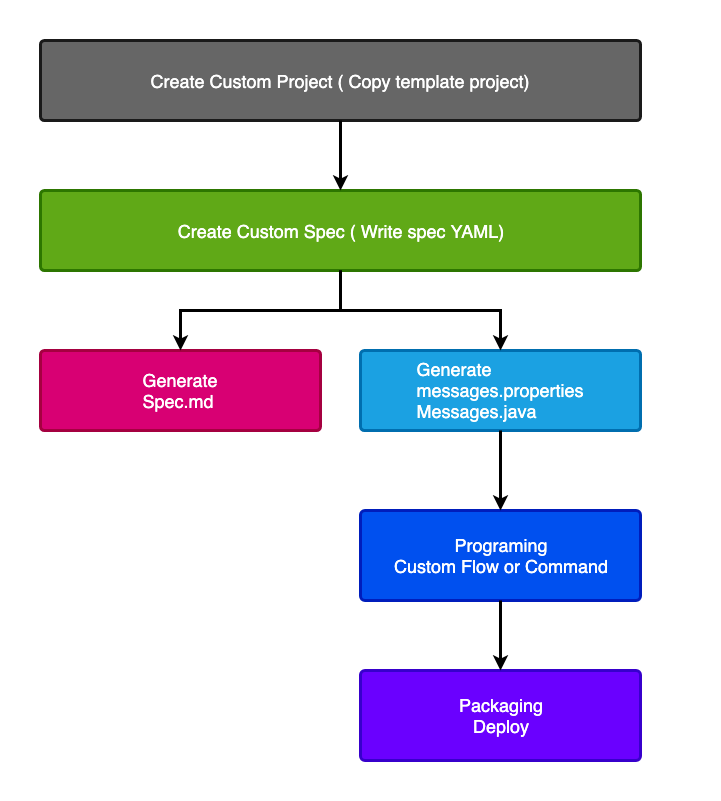 Create Custom Project ( Copy template project)
Create Custom Spec ( Write spec YAML)
Generate
Spec.md
Generate
messages.properties
Messages.java
Programing
Custom Flow or Command
Packaging
Deploy